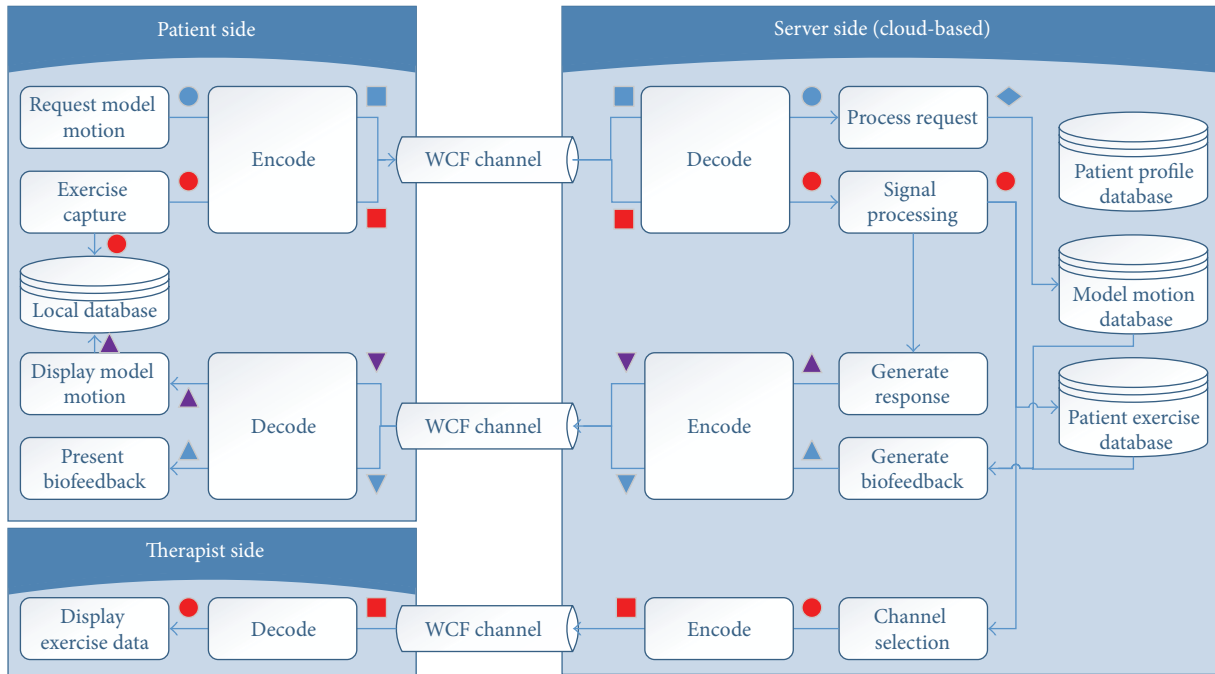 Patient side
Server side (cloud-based)
Request model
motion
Encode
WCF channel
Decode
Process request
Patient profile
database
Exercise
capture
Signal
processing
Local database
Model motion
database
Display model
motion
Decode
WCF channel
Encode
Generate
response
Patient exercise
database
Present
biofeedback
Generate
biofeedback
Therapist side
Display
exercise data
Decode
WCF channel
Encode
Channel
selection